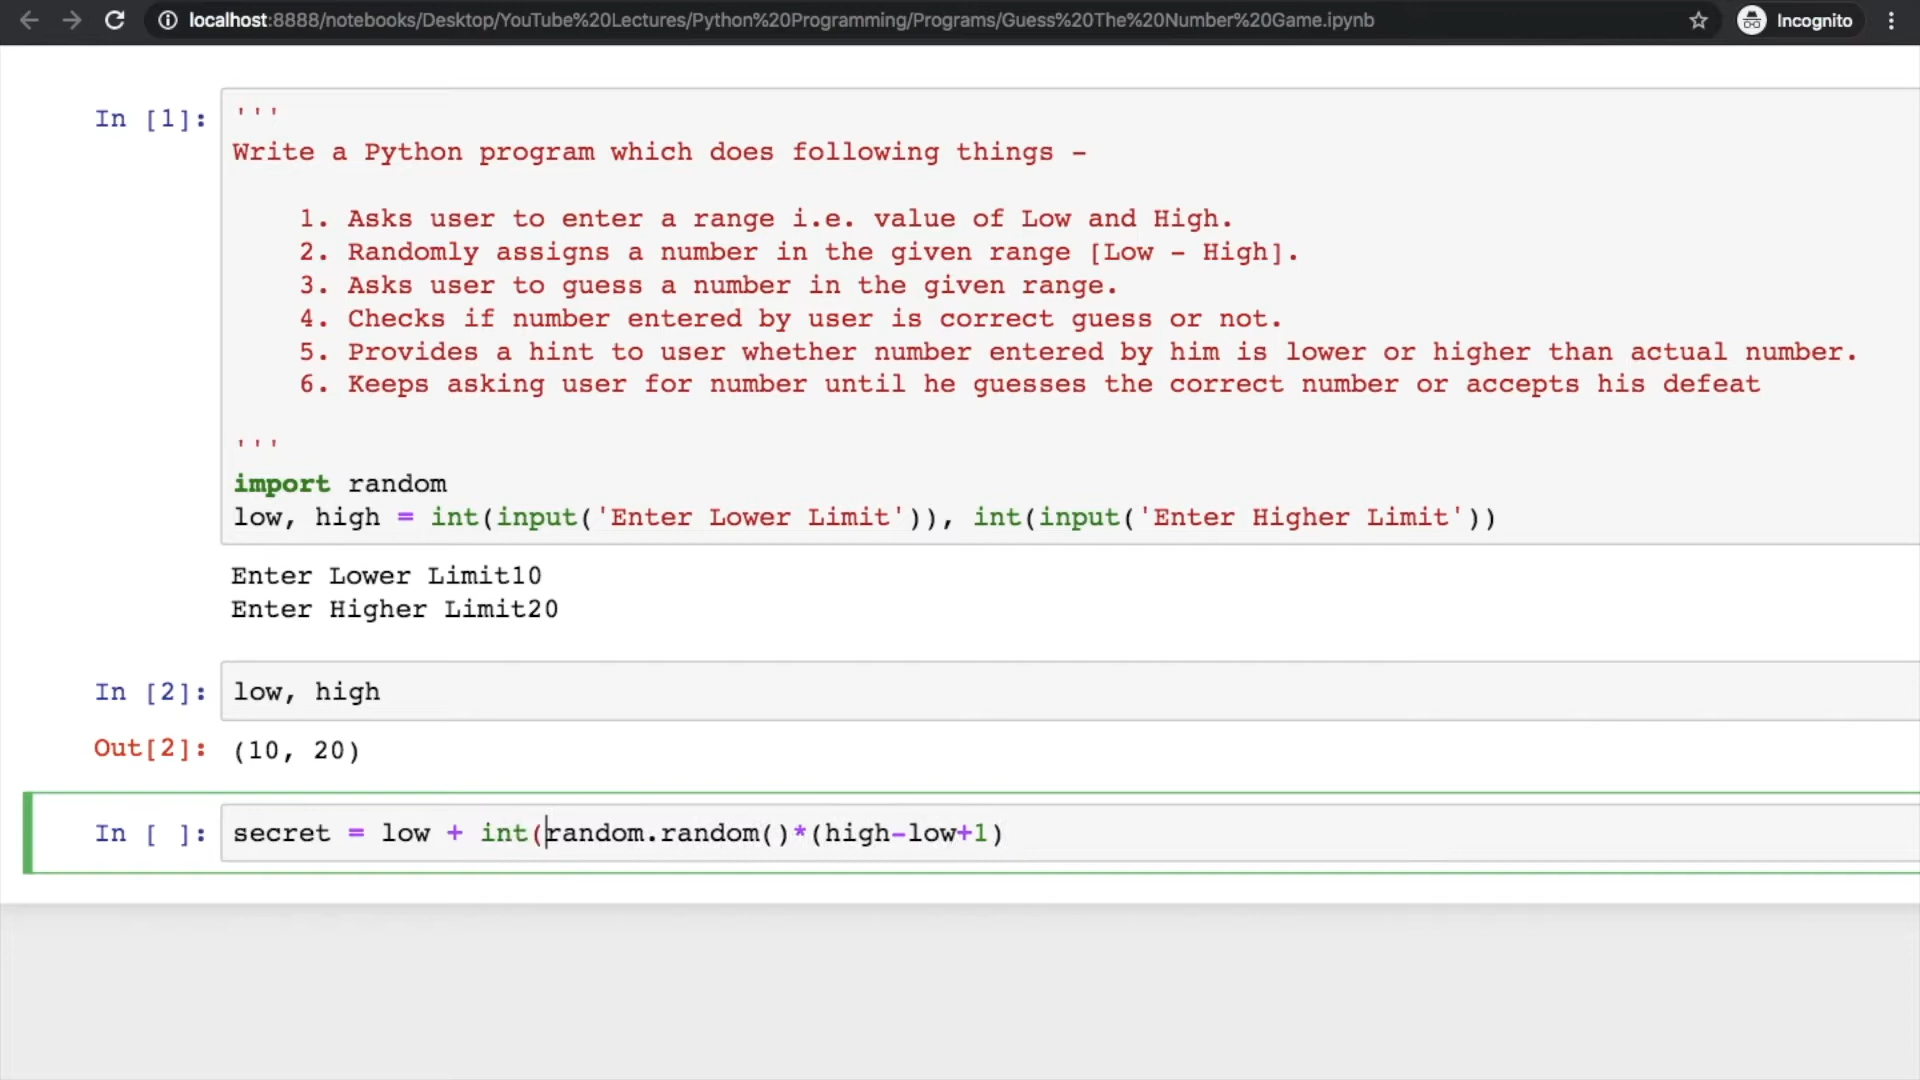 localhost:8888/notebooks/Desktop/YouTube%20Lectures/Python%20Programming/Programs/Guess%20The%20Number%20Game.ipynb
Incognito
In [1]:
'''
Write a Python program which does following things -
1. Asks user to enter a range i.e. value of Low and High.
2. Randomly assigns a number in the given range [Low - High].
3. Asks user to guess a number in the given range.
4. Checks if number entered by user is correct guess or not.
5. Provides a hint to user whether number entered by him is lower or higher than actual number.
6. Keeps asking user for number until he guesses the correct number or accepts his defeat
'''
import random
low, high = int(input('Enter Lower Limit')), int(input('Enter Higher Limit'))
Enter Lower Limit10
Enter Higher Limit20
In [2]: low, high
Out[2]: (10, 20)
In [ ]: secret = low + int(random.random()*(high-low+1)